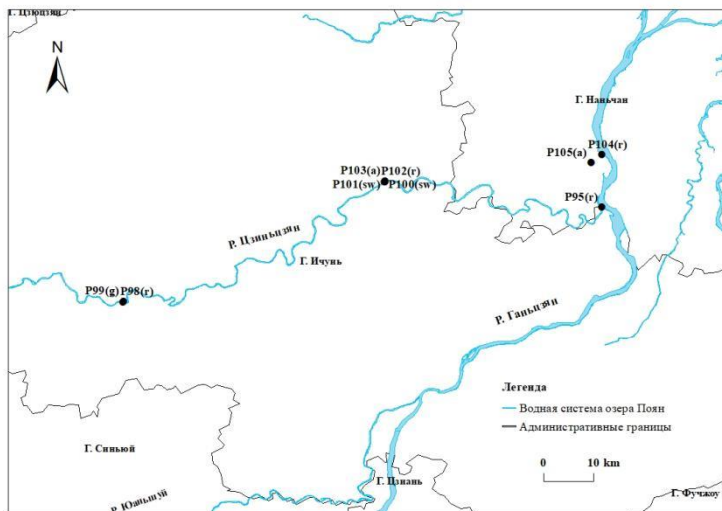 Г. Цзюцзян
N
Г. Наньчан
P104(r)
P105(a)
P103(a) P102(r)
P101(sw) P100(sw)
P95(r)
Р. Цзиньцзян
Г. Ичунь
P99(g) P98(r)
Р. Ганьцзян
Легенда
Водная система озера Поян
Административные границы
0 10 km
Г. Синьюй
Г. Цзиань
Р. Юаньшуй
Г. Фучжоу